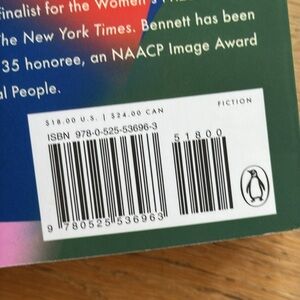 Finalist for the Women's
The New York Times. Bennett has been
35 honoree, an NAACP Image Award
al People.
$18.00 U.S. | $24.00 CAN
FICTION
ISBN 978-0-525-53696-3
51800
9 780525 536963